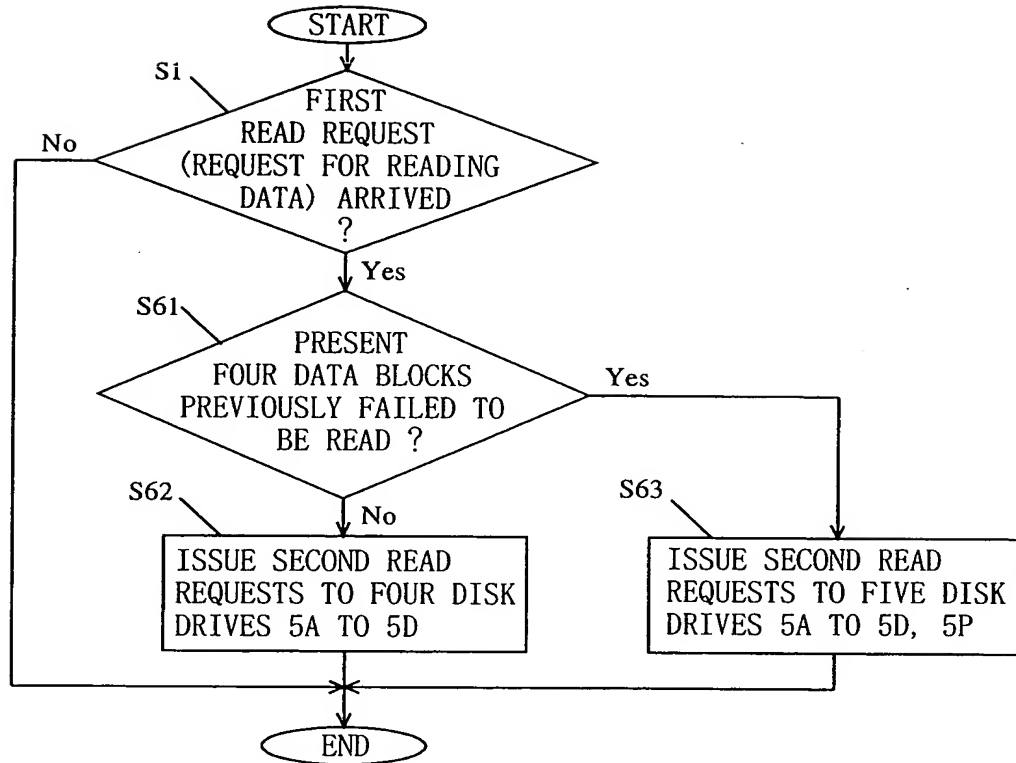 START
S1
FIRST
READ REQUEST
(REQUEST FOR READING
DATA) ARRIVED
?
No
Yes
S61
PRESENT
FOUR DATA BLOCKS
PREVIOUSLY FAILED TO
BE READ ?
Yes
No
S62
ISSUE SECOND READ
REQUESTS TO FOUR DISK
DRIVES 5A TO 5D
S63
ISSUE SECOND READ
REQUESTS TO FIVE DISK
DRIVES 5A TO 5D, 5P
END